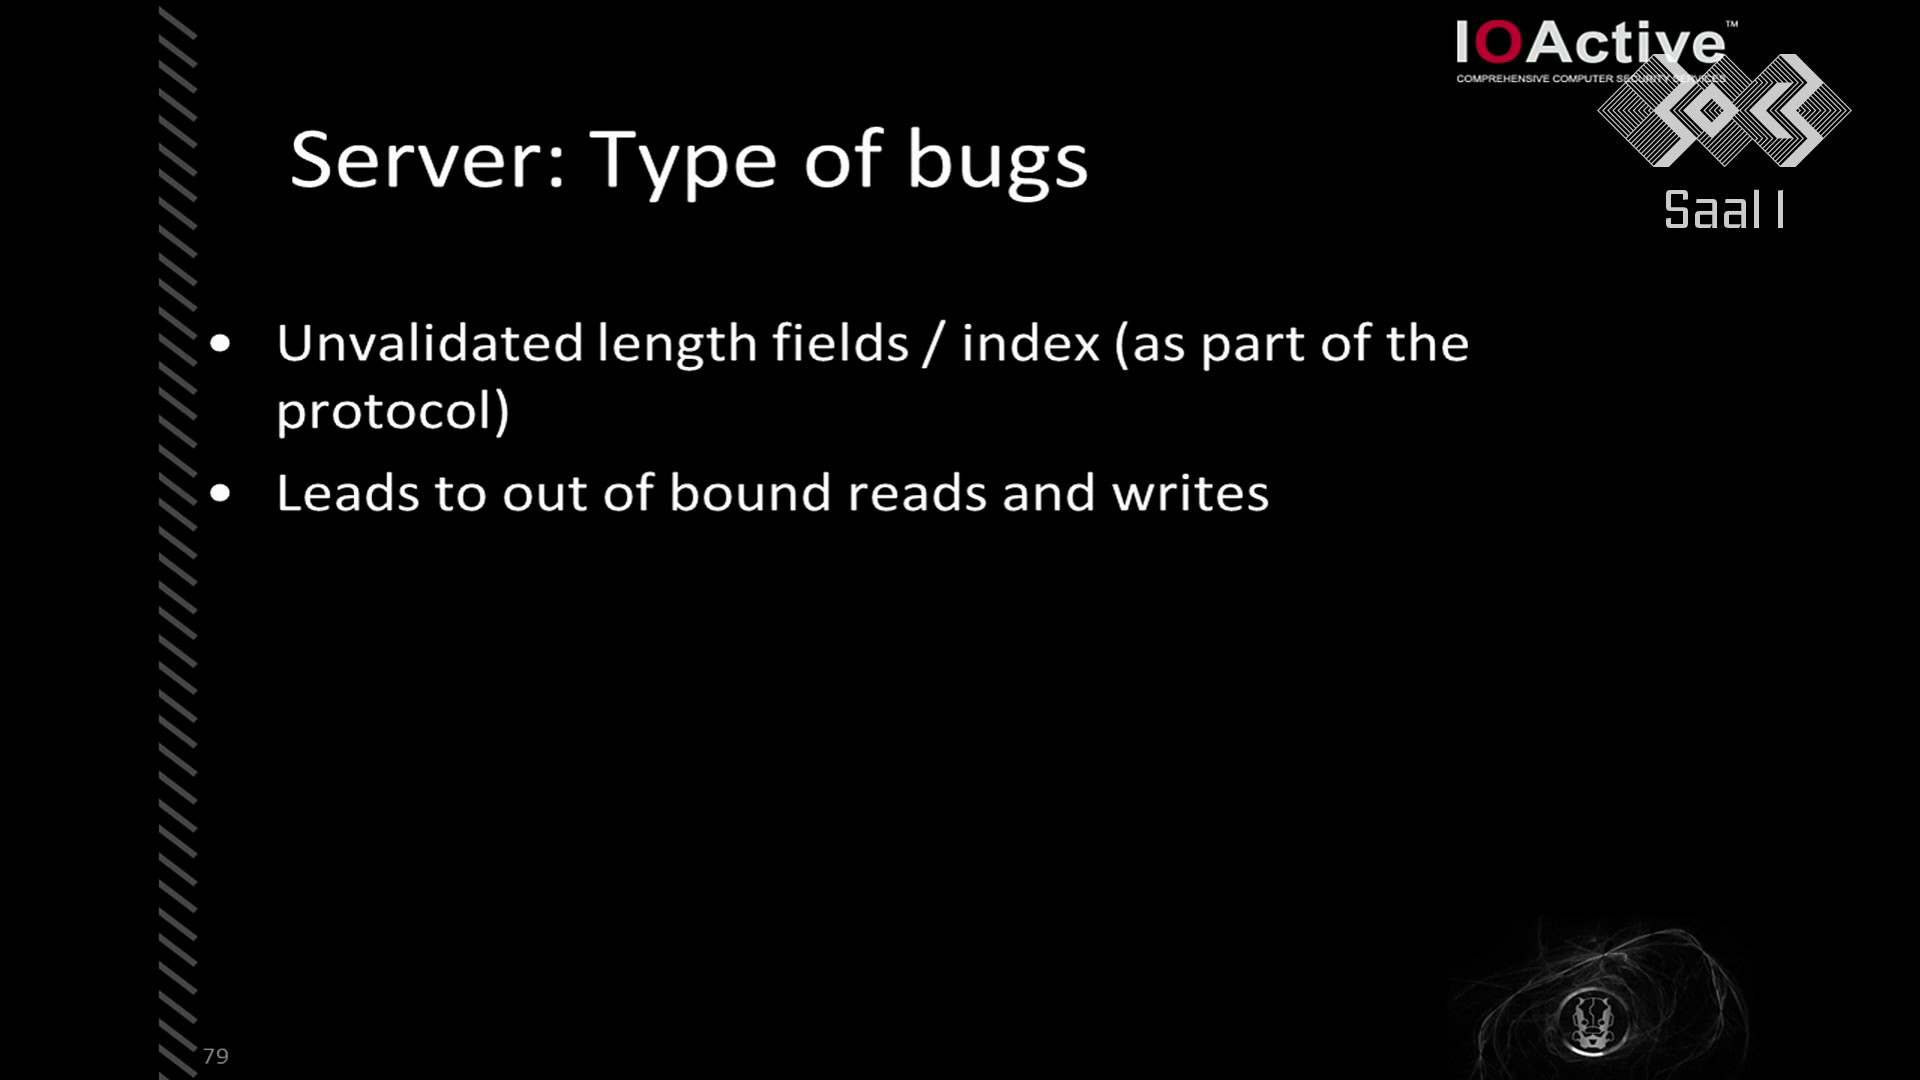 IOActive™
COMPREHENSIVE COMPUTER SECURITY SERVICES
Saal 1
Server: Type of bugs
• Unvalidated length fields / index (as part of the
protocol)
• Leads to out of bound reads and writes
79